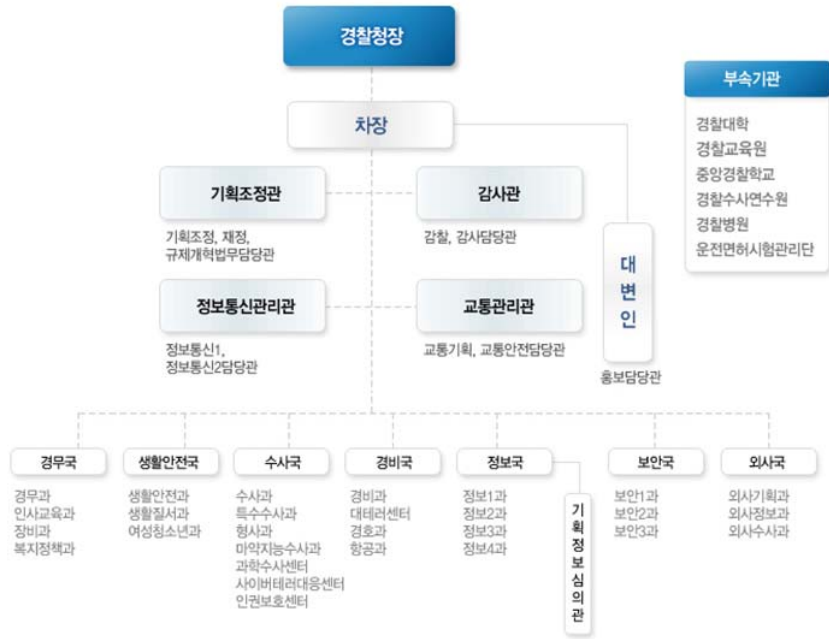 경찰청장
차장
부속기관
경찰대학
경찰교육원
중앙경찰학교
경찰수사연수원
경찰병원
운전면허시험관리단
기획조정관
기획조정, 재정,
규제개혁법무담당관
감사관
감찰, 감사담당관
정보통신관리관
정보통신1,
정보통신2담당관
교통관리관
교통기획, 교통안전담당관
대변인
홍보담당관
경무국
경무과
인사교육과
장비과
복지정책과
생활안전국
생활안전과
생활질서과
여성청소년과
수사국
수사과
특수수사과
형사과
마약지능수사과
과학수사센터
사이버테러대응센터
인권보호센터
경비국
경비과
대테러센터
경호과
항공과
정보국
정보1과
정보2과
정보3과
정보4과
기획정보심의관
보안국
보안1과
보안2과
보안3과
외사국
외사기획과
외사정보과
외사수사과